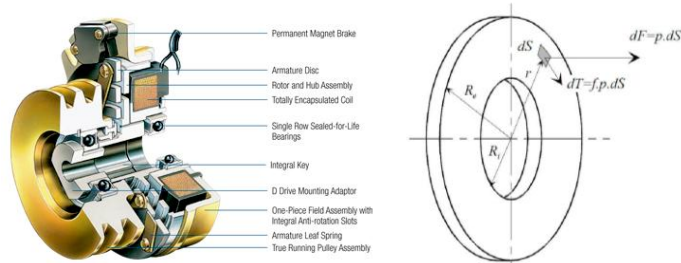 Permanent Magnet Brake
Armature Disc
Rotor and Hub Assembly
Totally Encapsulated Coil
Single Row Sealed-for-Life
Bearings
Integral Key
D Drive Mounting Adaptor
One-Piece Field Assembly with
Integral Anti-rotation Slots
Armature Leaf Spring
True Running Pulley Assembly
dS
dF=p.dS
r
dT=f.p.dS
Re
Ri